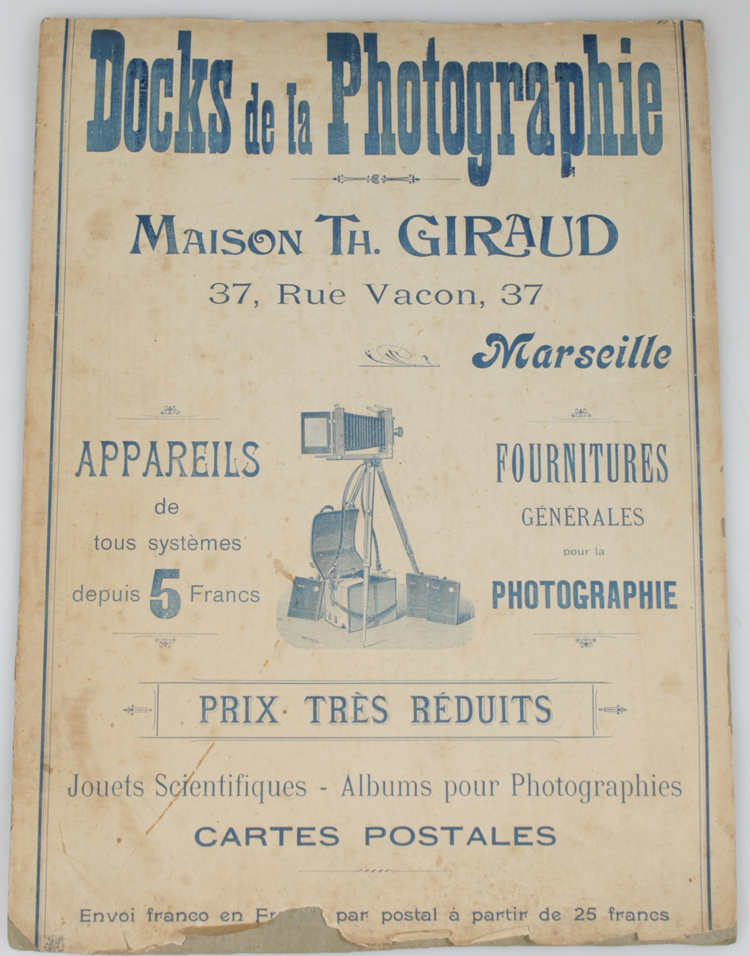 Docks de la Photographie
MAISON TH. GIRAUD
37, Rue Vacon, 37
Marseille
APPAREILS
de
tous systèmes
depuis 5 Francs
FOURNITURES
GÉNÉRALES
pour la
PHOTOGRAPHIE
PRIX TRÈS RÉDUITS
Jouets Scientifiques - Albums pour Photographies
CARTES POSTALES
Envoi franco en par postal à partir de 25 francs